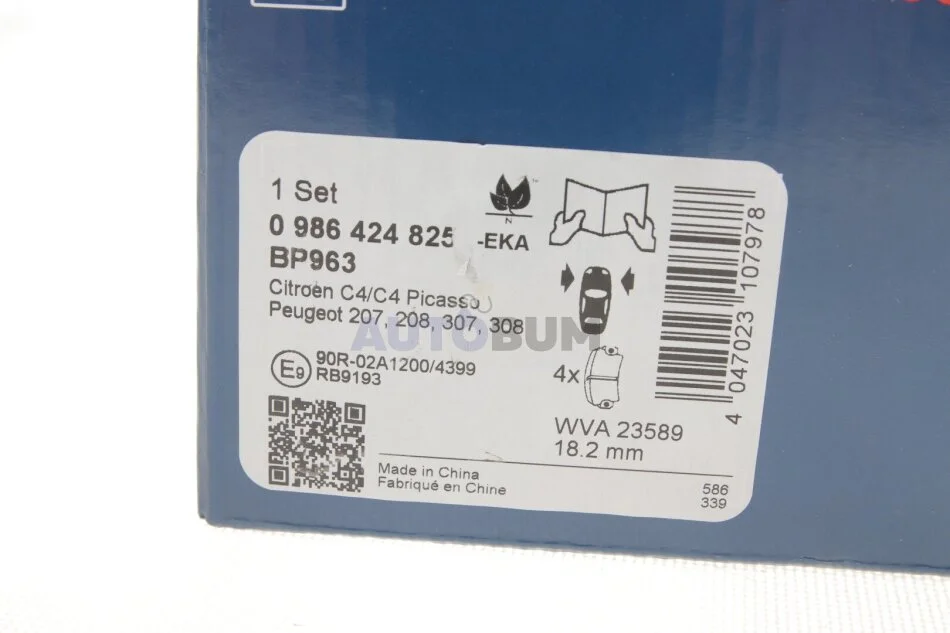 1 Set
0 986 424 825 -EKA
BP963
Citroën C4/C4 Picasso
Peugeot 207, 208, 307, 308
AUTOBUM
E9
90R-02A1200/4399
RB9193
N
4x
WVA 23589
18.2 mm
Made in China
Fabriqué en Chine
586
339
4 047023 107978